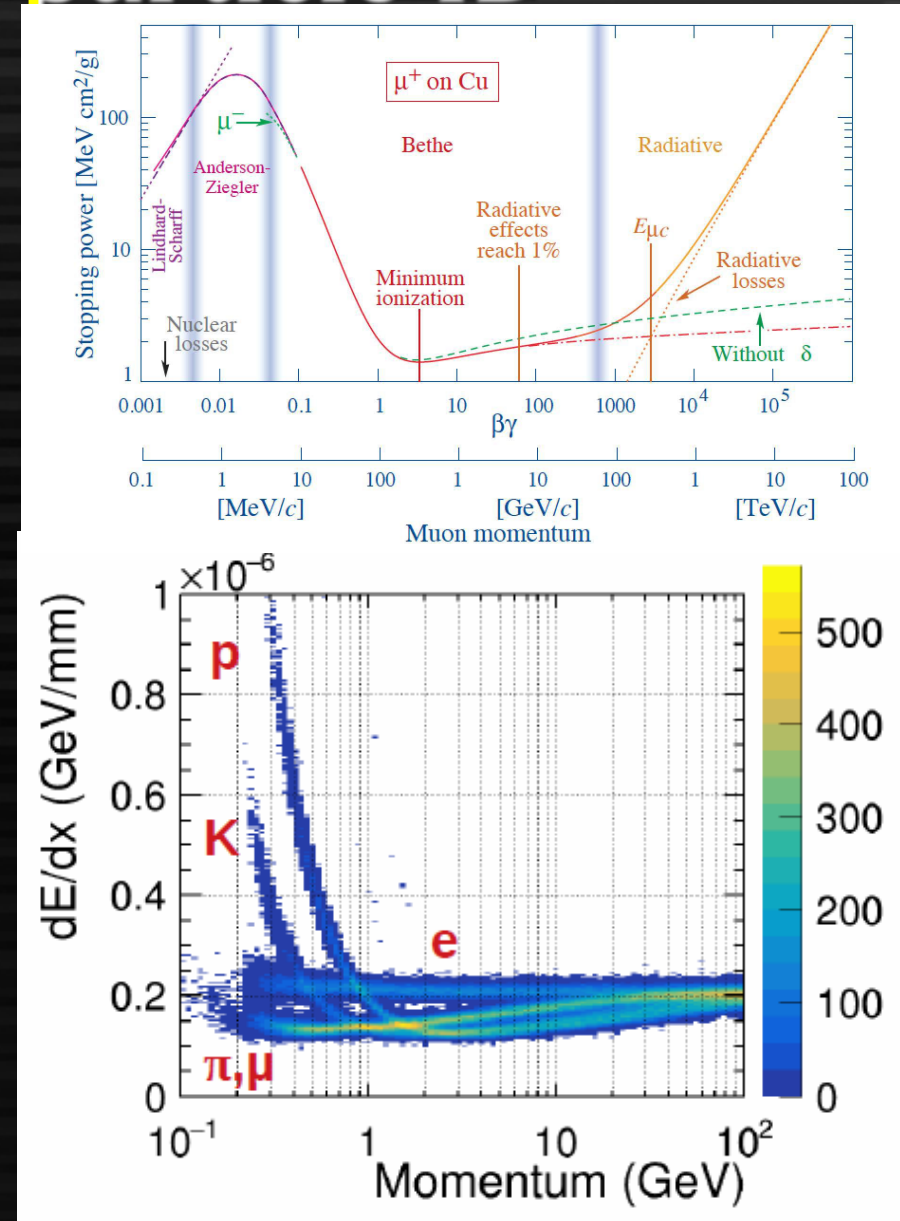 Stopping power [MeV cm²/g]
100
10
1
μ⁺ on Cu
μ⁻
Anderson-
Ziegler
Lindhard-
Scharff
Bethe
Radiative
Radiative
effects
reach 1%
Eμc
Minimum
ionization
Radiative
losses
Nuclear
losses
Without δ
0.001 0.01 0.1 1 10 100 1000 10⁴ 10⁵
βγ
0.1 1 10 100 1 10 100 1 10 100
[MeV/c] [GeV/c] [TeV/c]
Muon momentum
×10⁻⁶
dE/dx (GeV/mm)
1
0.8
0.6
0.4
0.2
0
p
K
e
π,μ
500
400
300
200
100
0
10⁻¹ 1 10 10²
Momentum (GeV)